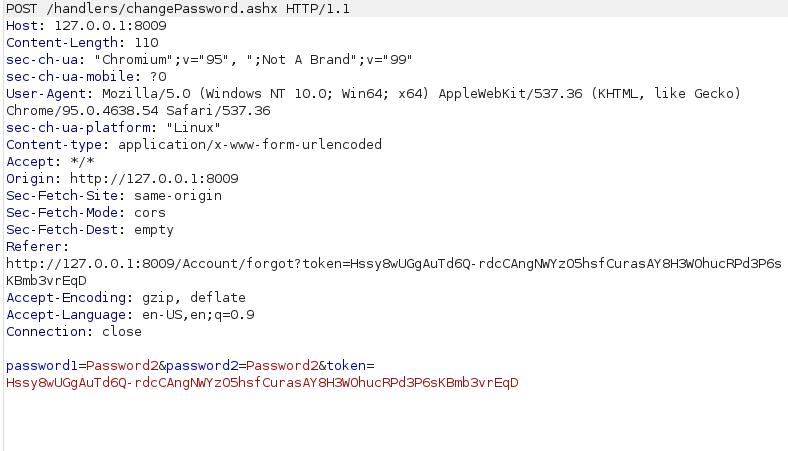 POST /handlers/changePassword.ashx HTTP/1.1
Host: 127.0.0.1:8009
Content-Length: 110
sec-ch-ua: "Chromium";v="95", ";Not A Brand";v="99"
sec-ch-ua-mobile: ?0
User-Agent: Mozilla/5.0 (Windows NT 10.0; Win64; x64) AppleWebKit/537.36 (KHTML, like Gecko)
Chrome/95.0.4638.54 Safari/537.36
sec-ch-ua-platform: "Linux"
Content-type: application/x-www-form-urlencoded
Accept: */*
Origin: http://127.0.0.1:8009
Sec-Fetch-Site: same-origin
Sec-Fetch-Mode: cors
Sec-Fetch-Dest: empty
Referer:
http://127.0.0.1:8009/Account/forgot?token=Hssy8wUGgAuTd6Q-rdcCAngNWYzO5hsfCurasAY8H3WOhucRPd3P6s
KBmb3vrEqD
Accept-Encoding: gzip, deflate
Accept-Language: en-US,en;q=0.9
Connection: close
password1=Password2&password2=Password2&token=
Hssy8wUGgAuTd6Q-rdcCAngNWYzO5hsfCurasAY8H3WOhucRPd3P6sKBmb3vrEqD